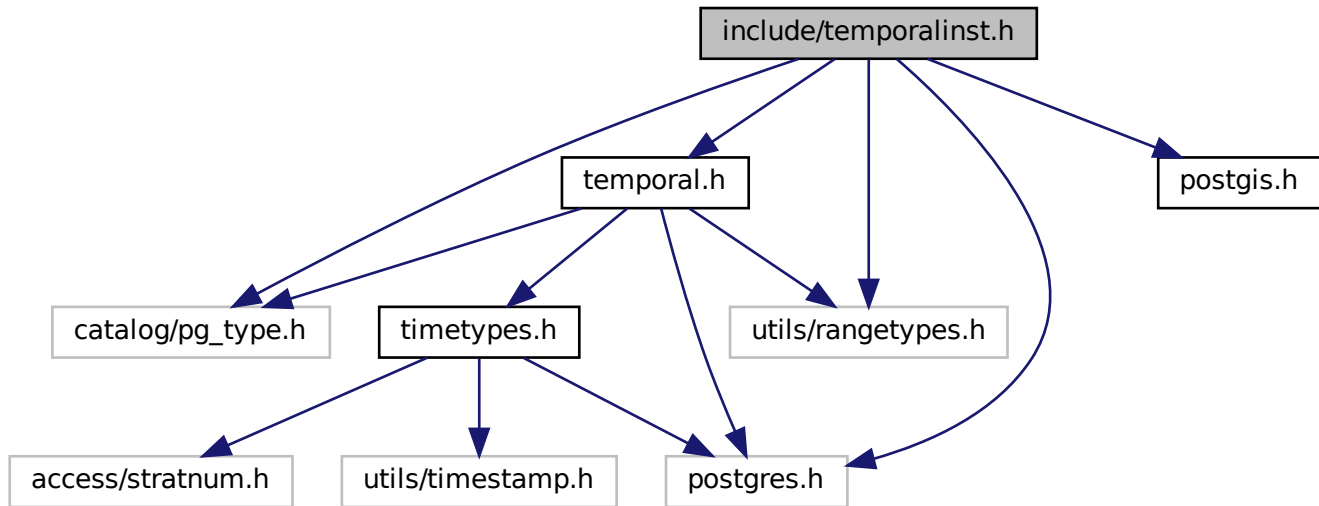 include/temporalinst.h
temporal.h
postgis.h
catalog/pg_type.h
timetypes.h
utils/rangetypes.h
access/stratnum.h
utils/timestamp.h
postgres.h